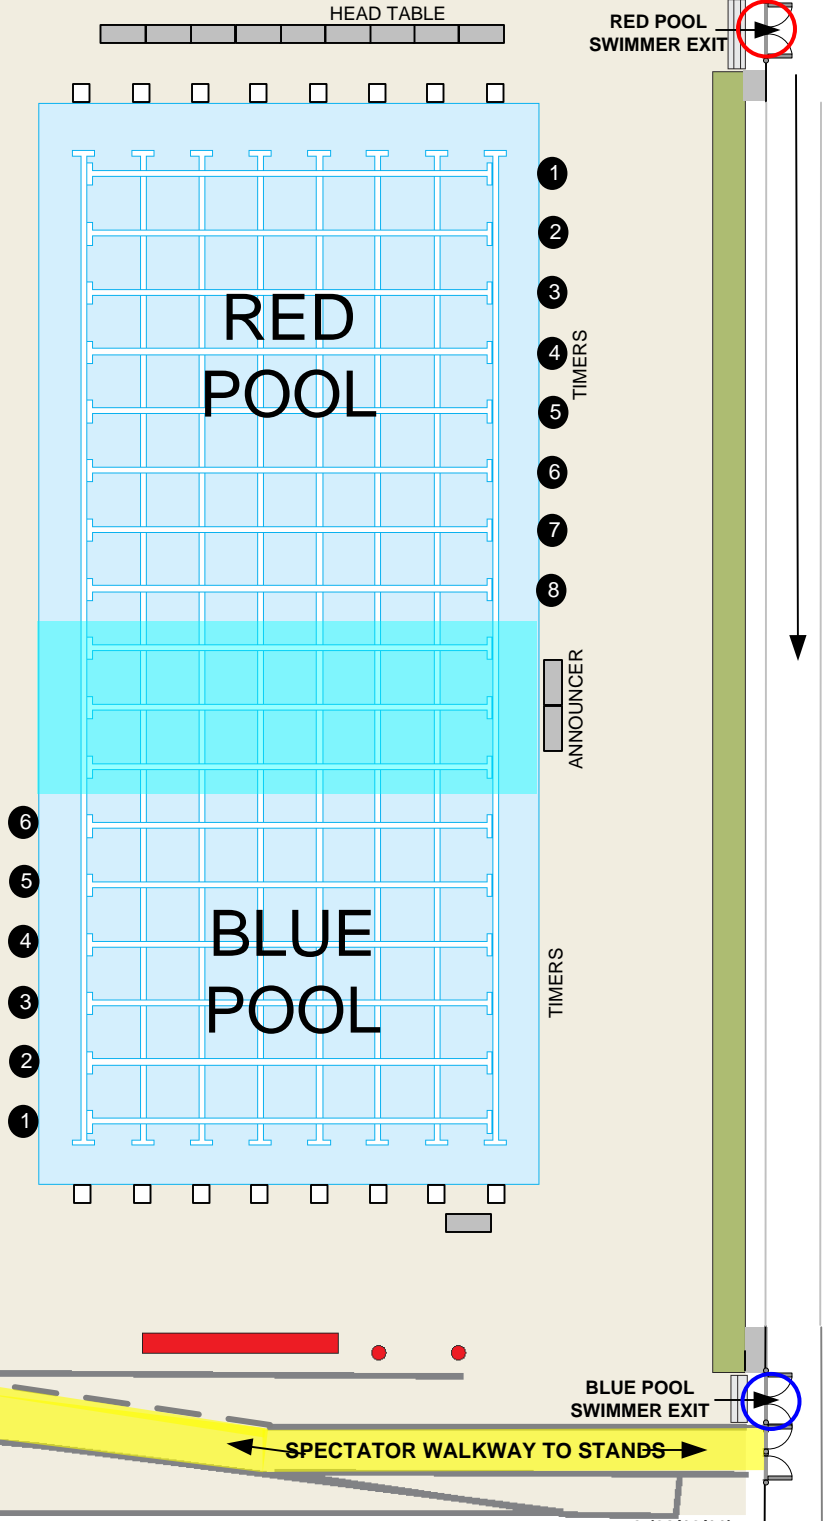 HEAD TABLE
RED POOL
SWIMMER EXIT
1
2
3
4
5
6
7
8
TIMERS
RED
POOL
ANNOUNCER
6
5
4
3
2
1
BLUE
POOL
TIMERS
BLUE POOL
SWIMMER EXIT
SPECTATOR WALKWAY TO STANDS